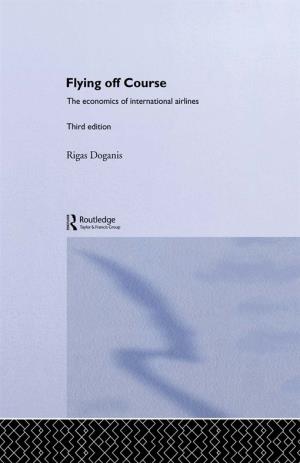 Flying off Course
The economics of international airlines
Third edition
Rigas Doganis
Routledge
Taylor & Francis Group